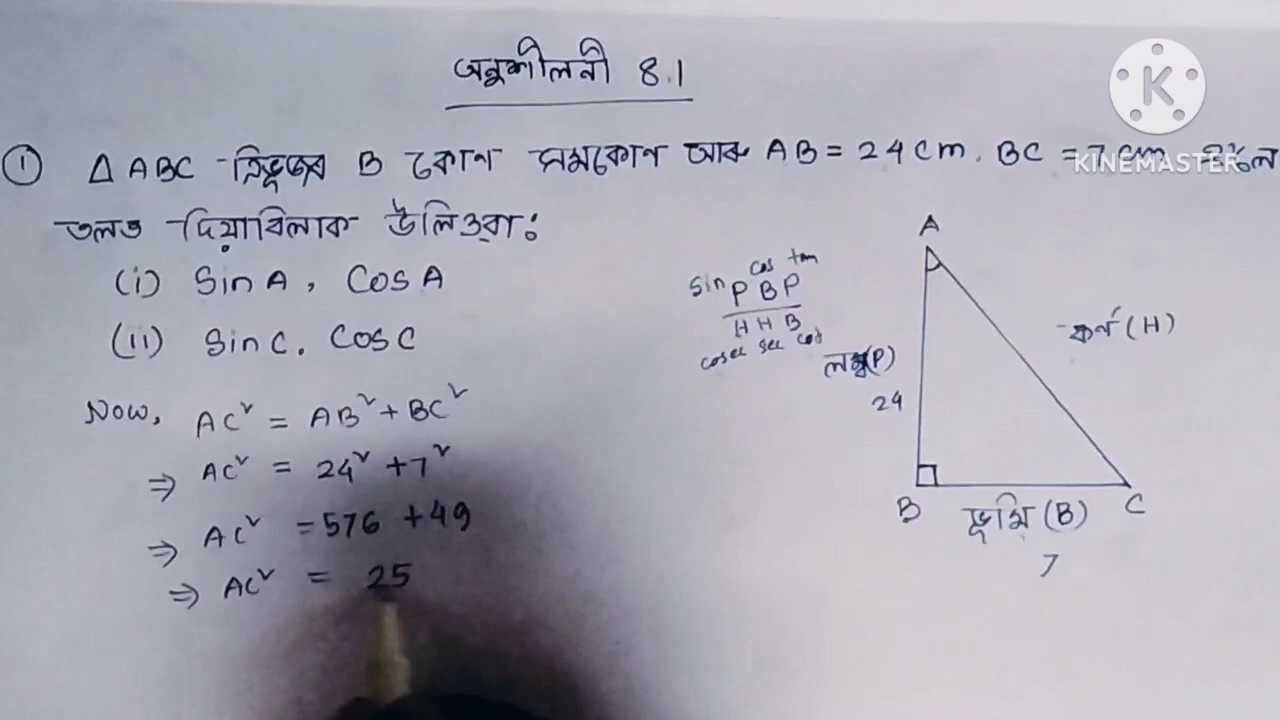 অনুশীলনী 8.1
① Δ ABC ত্ৰিভুজৰ B কোণ সমকোণ আৰু AB = 24 cm. BC = 7 cm হ'লে
তলত দিয়াবিলাক উলিওৱা:
(i) Sin A, Cos A
(ii) Sin C. Cos C
Now, AC² = AB² + BC²
⇒ AC² = 24² + 7²
⇒ AC² = 576 + 49
⇒ AC² = 25
sin cos tan
P B P
H H B
cosec sec cot
A
লম্ব (P)
24
কৰ্ণ (H)
B ভূমি (B) C
7
K
KINEMASTER